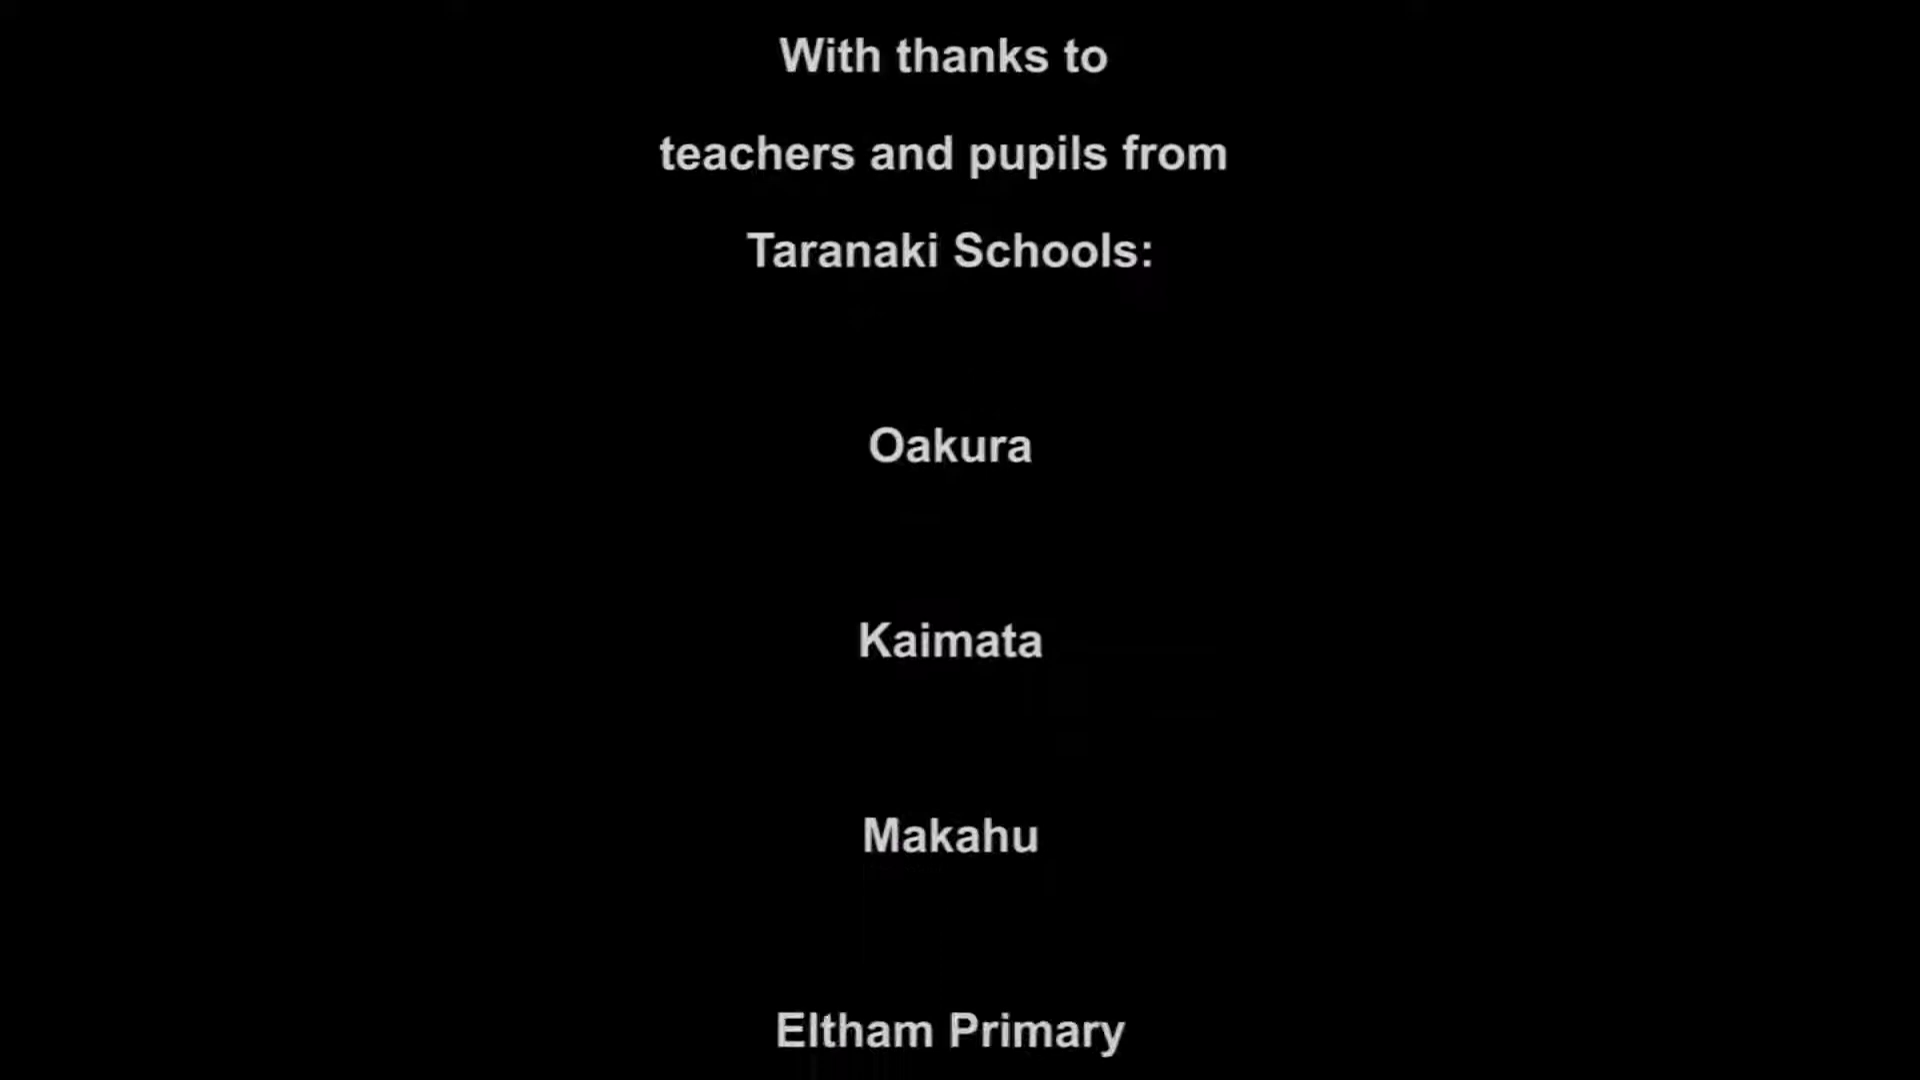 With thanks to
teachers and pupils from
Taranaki Schools:
Oakura
Kaimata
Makahu
Eltham Primary